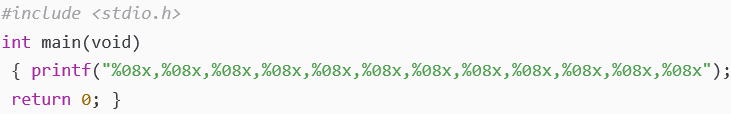 #include <stdio.h>
int main(void)
{ printf("%08x,%08x,%08x,%08x,%08x,%08x,%08x,%08x,%08x,%08x,%08x,%08x");
return 0; }